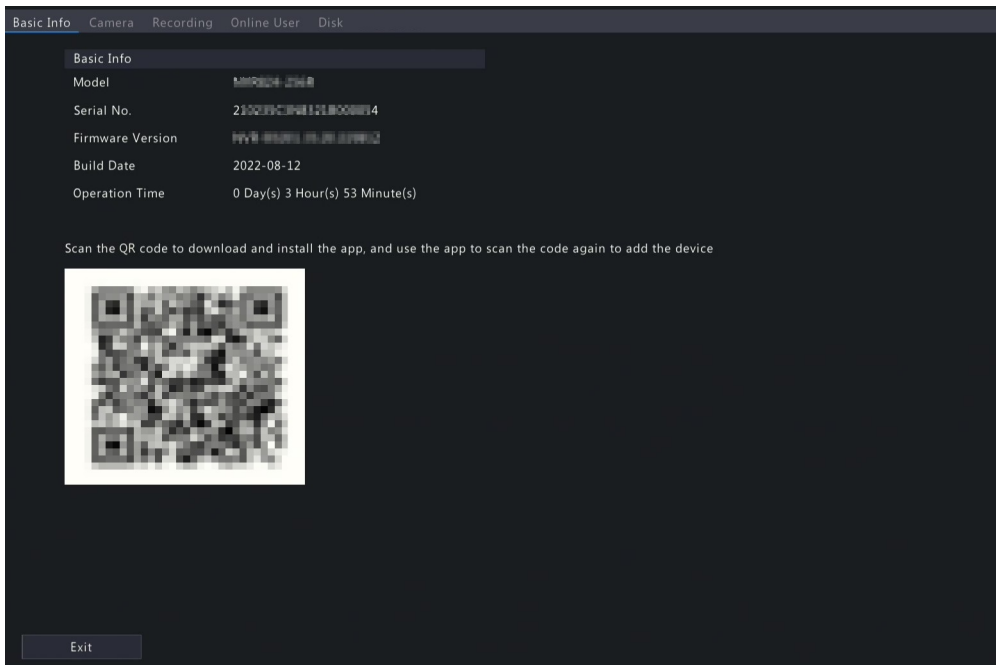 Basic Info Camera Recording Online User Disk
Basic Info
Model
Serial No.
Firmware Version
Build Date 2022-08-12
Operation Time 0 Day(s) 3 Hour(s) 53 Minute(s)
Scan the QR code to download and install the app, and use the app to scan the code again to add the device
Exit